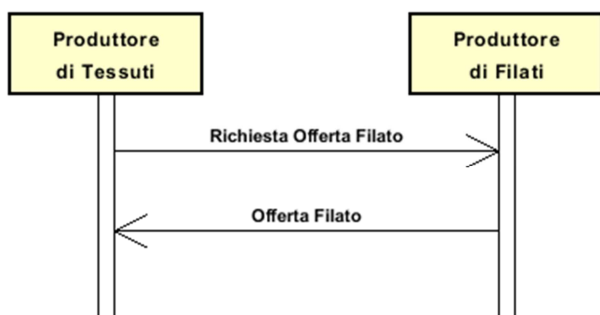 Produttore
di Tessuti
Produttore
di Filati
Richiesta Offerta Filato
Offerta Filato